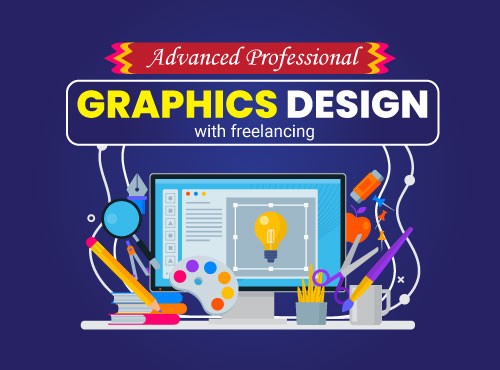 Advanced Professional
GRAPHICS DESIGN
with freelancing